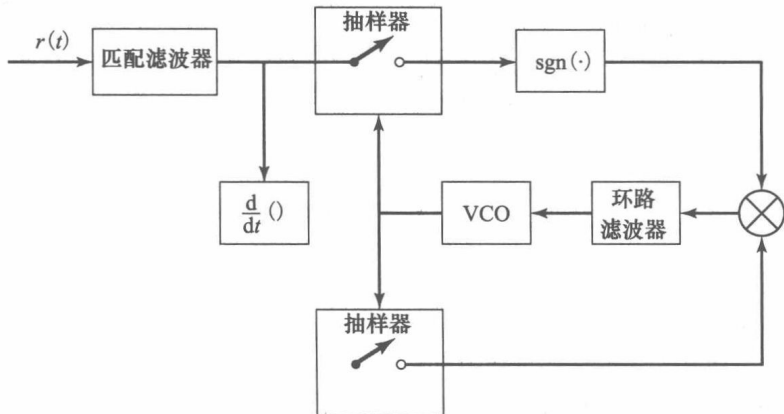 抽样器
r(t)
匹配滤波器
sgn(·)
d/dt ()
VCO
环路
滤波器
抽样器